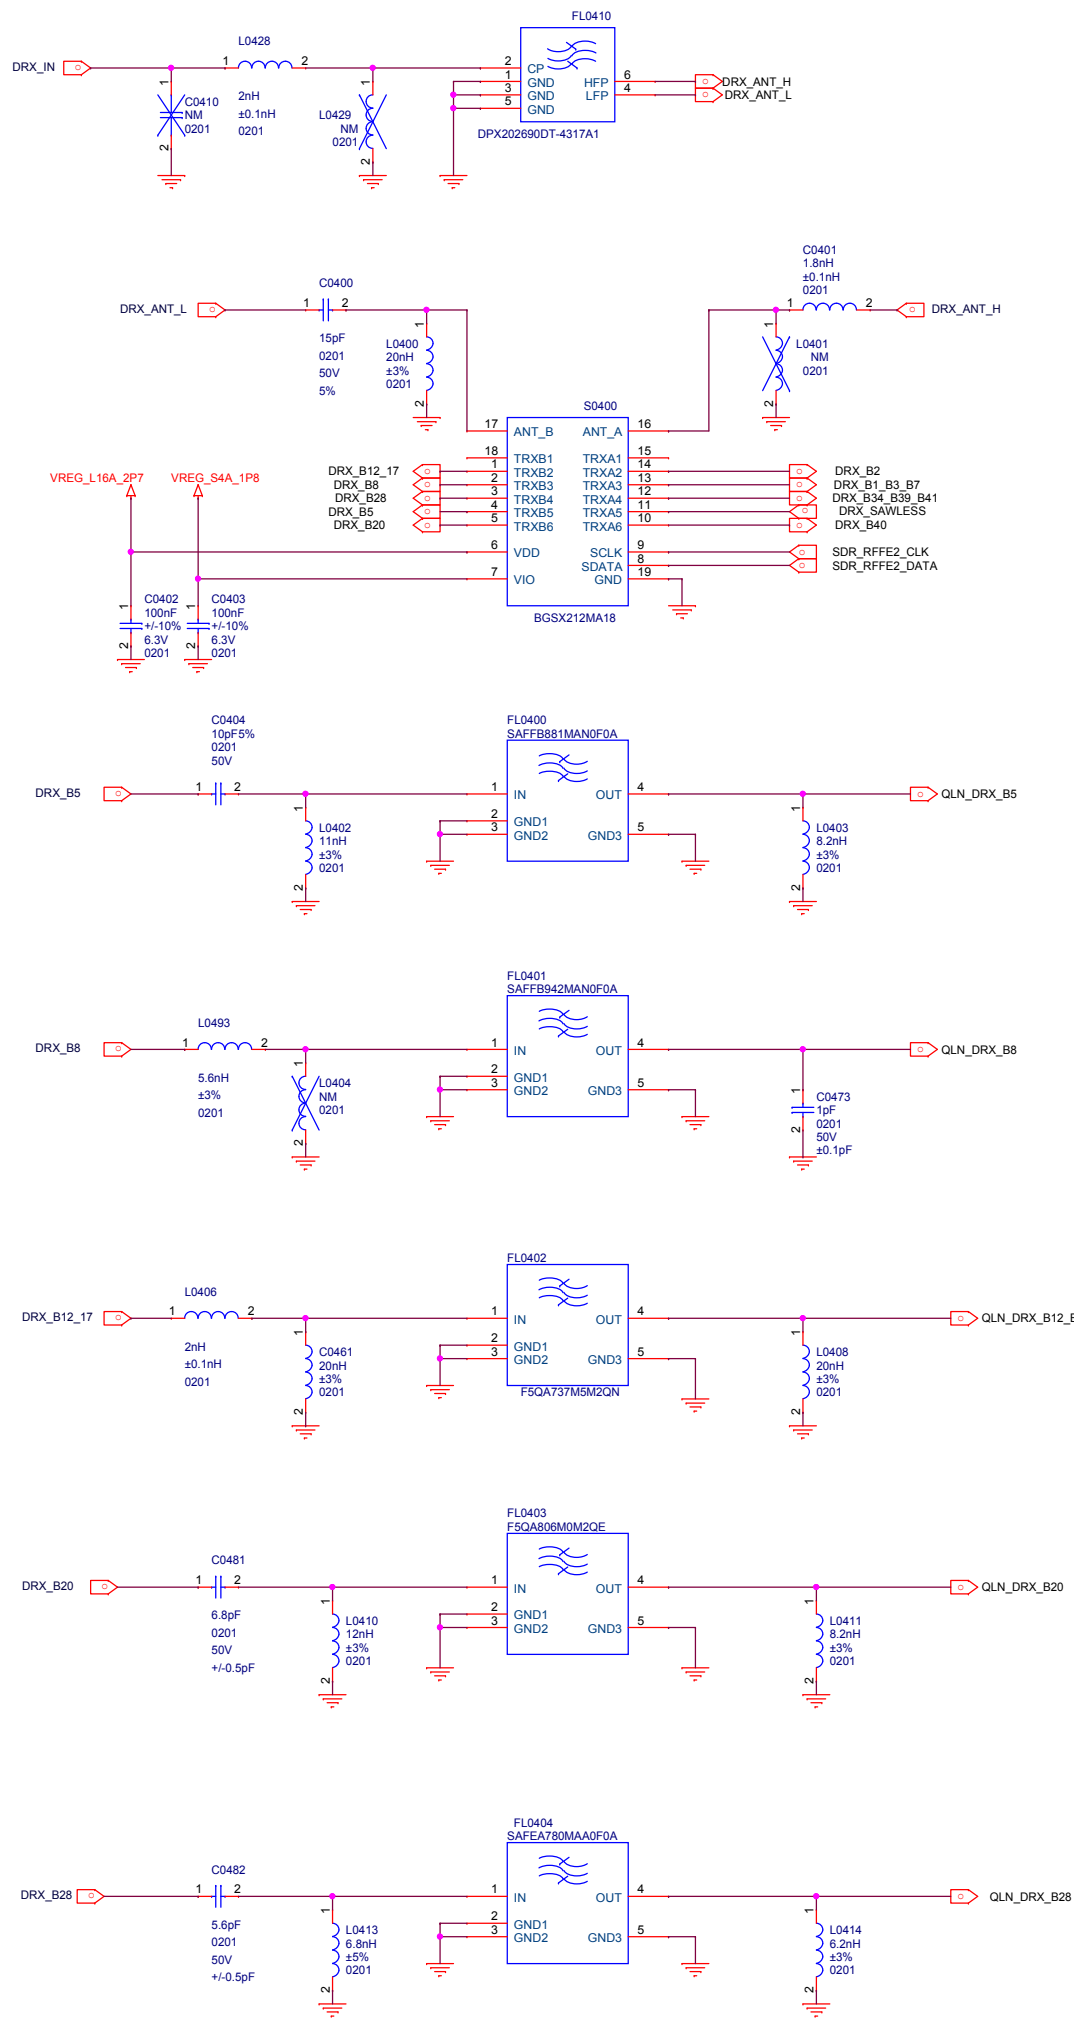 FL0410
L0428
DRX_IN
1
2
2
CP
1
GND
HFP
6
DRX_ANT_H
3
GND
LFP
4
DRX_ANT_L
5
GND
1
C0410
NM
0201
2
2nH
±0.1nH
0201
1
L0429
NM
0201
2
DPX202690DT-4317A1
C0401
1.8nH
±0.1nH
0201
C0400
DRX_ANT_L
1
2
1
2
DRX_ANT_H
15pF
0201
50V
5%
1
L0400
20nH
±3%
0201
2
1
L0401
NM
0201
2
S0400
17
ANT_B
ANT_A
16
18
TRXB1
TRXA1
15
DRX_B12_17
1
TRXB2
TRXA2
14
DRX_B2
DRX_B8
2
TRXB3
TRXA3
13
DRX_B1_B3_B7
DRX_B28
3
TRXB4
TRXA4
12
DRX_B34_B39_B41
DRX_B5
4
TRXB5
TRXA5
11
DRX_SAWLESS
DRX_B20
5
TRXB6
TRXA6
10
DRX_B40
VREG_L16A_2P7
VREG_S4A_1P8
6
VDD
SCLK
9
SDR_RFFE2_CLK
SDATA
8
SDR_RFFE2_DATA
7
VIO
GND
19
BGSX212MA18
1
C0402
100nF
+/-10%
6.3V
0201
2
1
C0403
100nF
+/-10%
6.3V
0201
2
C0404
10pF5%
0201
50V
FL0400
SAFFB881MAN0F0A
DRX_B5
1
2
1
IN
OUT
4
QLN_DRX_B5
2
GND1
3
GND2
GND3
5
1
L0402
11nH
±3%
0201
2
1
L0403
8.2nH
±3%
0201
2
FL0401
SAFFB942MAN0F0A
L0493
DRX_B8
1
2
1
IN
OUT
4
QLN_DRX_B8
2
GND1
3
GND2
GND3
5
5.6nH
±3%
0201
1
L0404
NM
0201
2
1
C0473
1pF
0201
50V
±0.1pF
2
FL0402
L0406
DRX_B12_17
1
2
1
IN
OUT
4
2
GND1
3
GND2
GND3
5
F5QA737M5M2QN
2nH
±0.1nH
0201
1
C0461
20nH
±3%
0201
2
1
L0408
20nH
±3%
0201
2
FL0403
F5QA806M0M2QE
C0481
DRX_B20
1
2
1
IN
OUT
4
QLN_DRX_B20
2
GND1
3
GND2
GND3
5
6.8pF
0201
50V
+/-0.5pF
1
L0410
12nH
±3%
0201
2
1
L0411
8.2nH
±3%
0201
2
FL0404
SAFEA780MAA0F0A
C0482
DRX_B28
1
2
1
IN
OUT
4
QLN_DRX_B28
2
GND1
3
GND2
GND3
5
5.6pF
0201
50V
+/-0.5pF
1
L0413
6.8nH
±5%
0201
2
1
L0414
6.2nH
±3%
0201
2